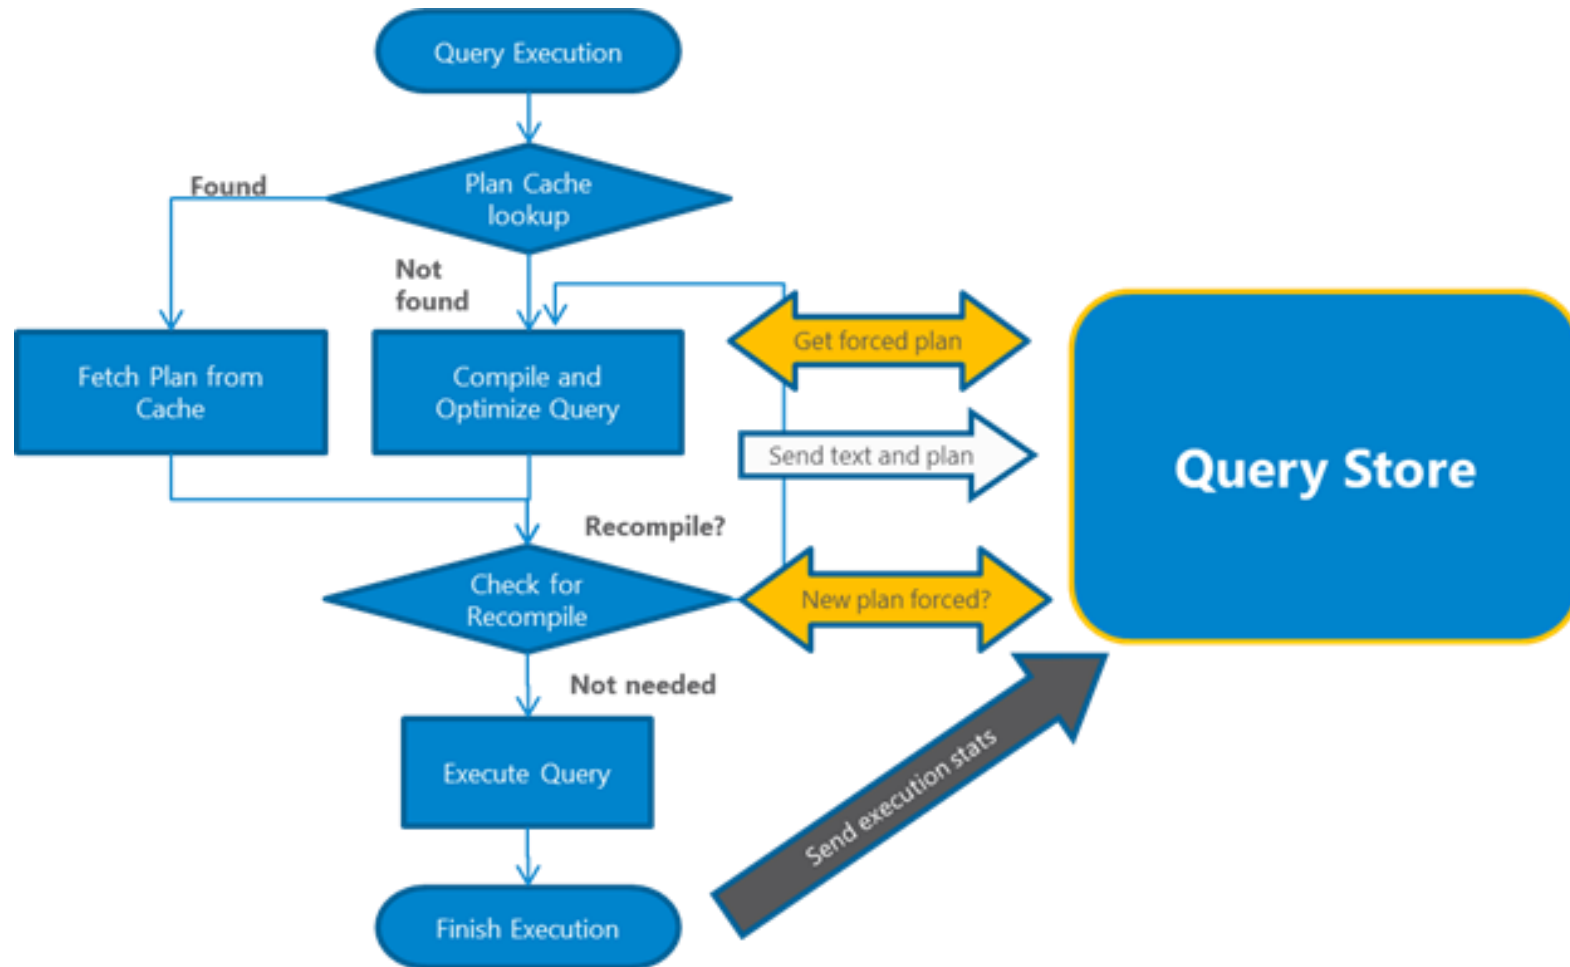 Query Execution
Plan Cache
lookup
Found
Not
found
Fetch Plan from
Cache
Compile and
Optimize Query
Get forced plan
Send text and plan
Query Store
Recompile?
Check for
Recompile
New plan forced?
Not needed
Execute Query
Send execution stats
Finish Execution